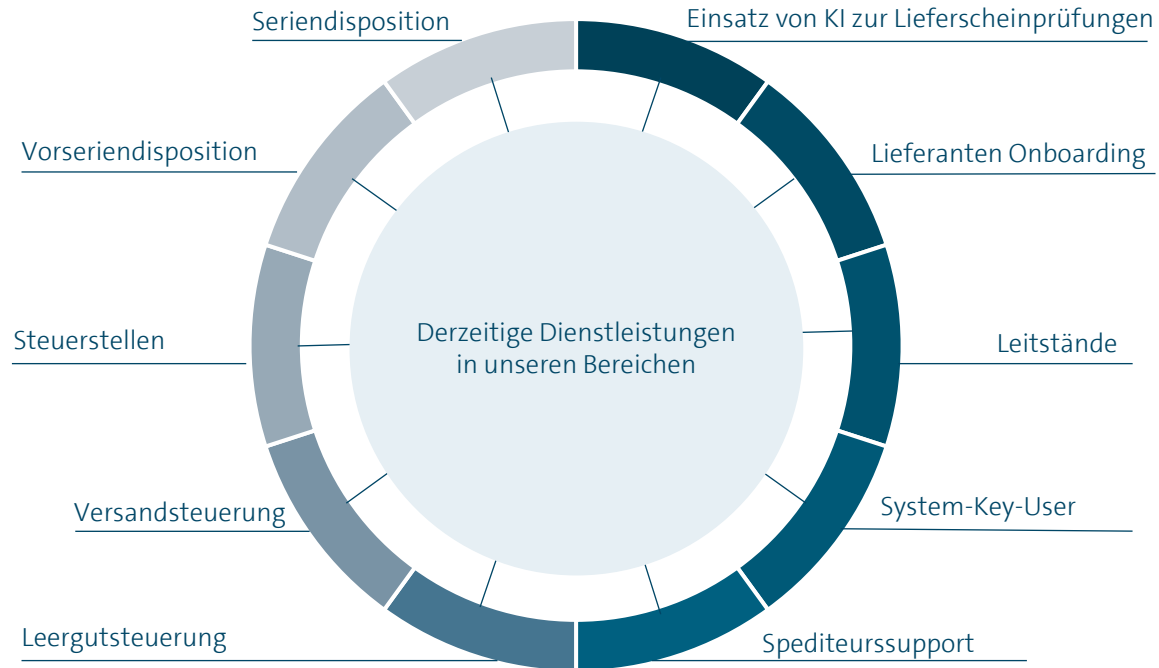 Seriendisposition
Einsatz von KI zur Lieferscheinprüfungen
Vorseriendisposition
Lieferanten Onboarding
Derzeitige Dienstleistungen
in unseren Bereichen
Steuerstellen
Leitstände
Versandsteuerung
System-Key-User
Leergutsteuerung
Spediteurssupport